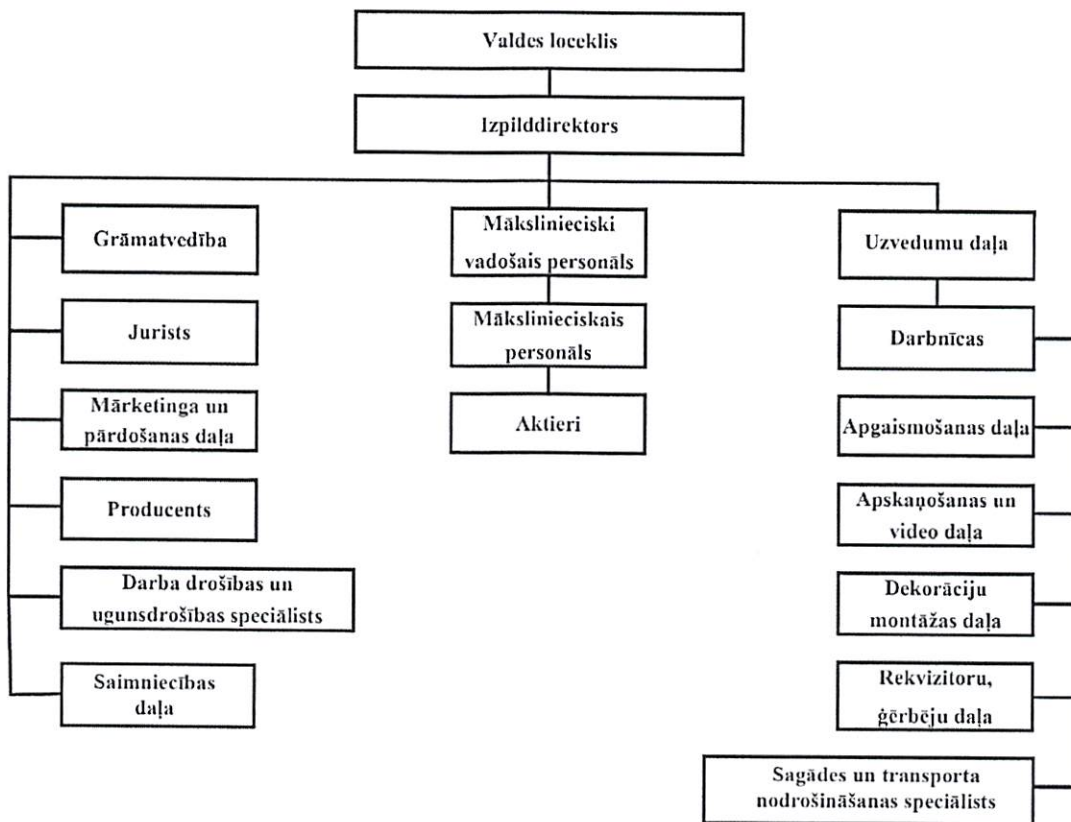 Valdes loceklis
Izpilddirektors
Grāmatvedība
Jurists
Mārketinga un
pārdošanas daļa
Producents
Darba drošības un
ugunsdrošības speciālists
Saimniecības
daļa
Mākslinieciski
vadošais personāls
Mākslinieciskais
personāls
Aktieri
Uzvedumu daļa
Darbnīcas
Apgaismošanas daļa
Apskaņošanas un
video daļa
Dekorāciju
montāžas daļa
Rekvizitoru,
ģērbēju daļa
Sagādes un transporta
nodrošināšanas speciālists